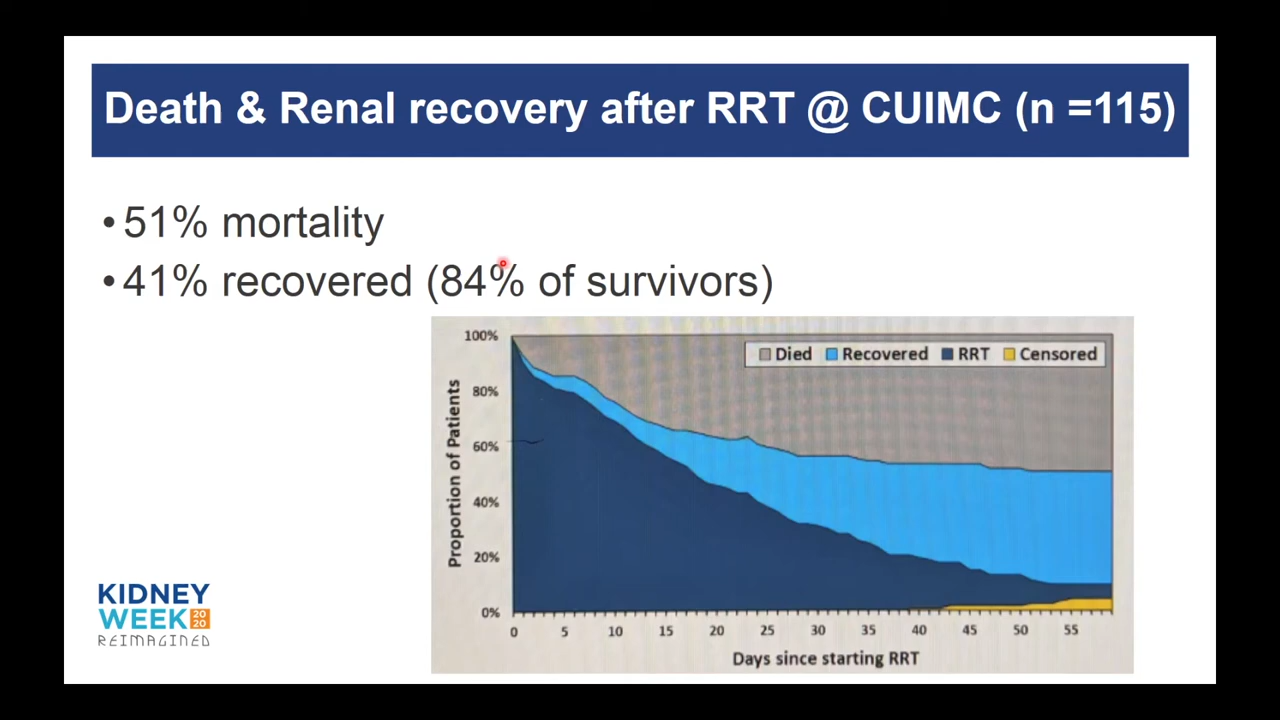 Death & Renal recovery after RRT @ CUIMC (n =115)
•51% mortality
•41% recovered (84% of survivors)
100%
80%
60%
40%
20%
0%
Proportion of Patients
Died Recovered RRT Censored
0 5 10 15 20 25 30 35 40 45 50 55
Days since starting RRT
KIDNEY
WEEK 20
20
REIMAGINED